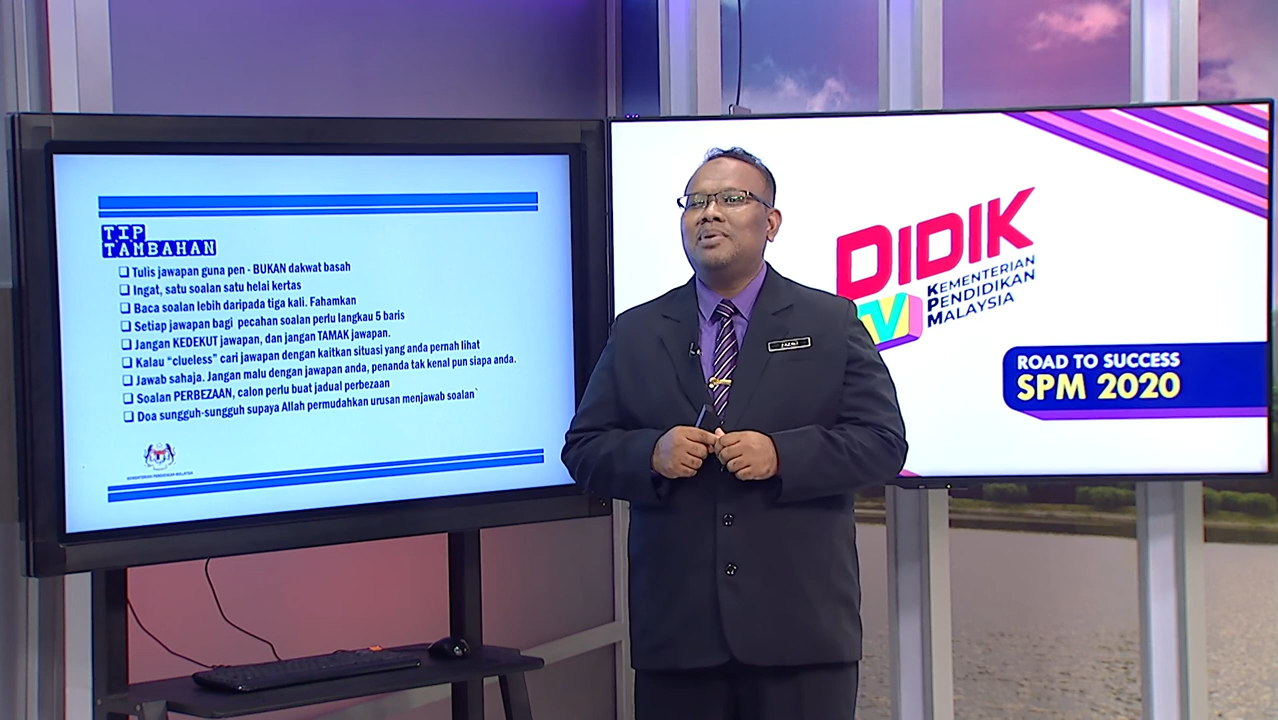 TIP
TAMBAHAN
Tulis jawapan guna pen - BUKAN dakwat basah
Ingat, satu soalan satu helai kertas
Baca soalan lebih daripada tiga kali. Fahamkan
Setiap jawapan bagi pecahan soalan perlu langkau 5 baris
Jangan KEDEKUT jawapan, dan jangan TAMAK jawapan.
Kalau “clueless” cari jawapan dengan kaitkan situasi yang anda pernah lihat
Jawab sahaja. Jangan malu dengan jawapan anda, penanda tak kenal pun siapa anda.
Soalan PERBEZAAN, calon perlu buat jadual perbezaan
Doa sungguh-sungguh supaya Allah permudahkan urusan menjawab soalan`
KEMENTERIAN PENDIDIKAN MALAYSIA
DIDIK
TV
KEMENTERIAN
PENDIDIKAN
MALAYSIA
ROAD TO SUCCESS
SPM 2020